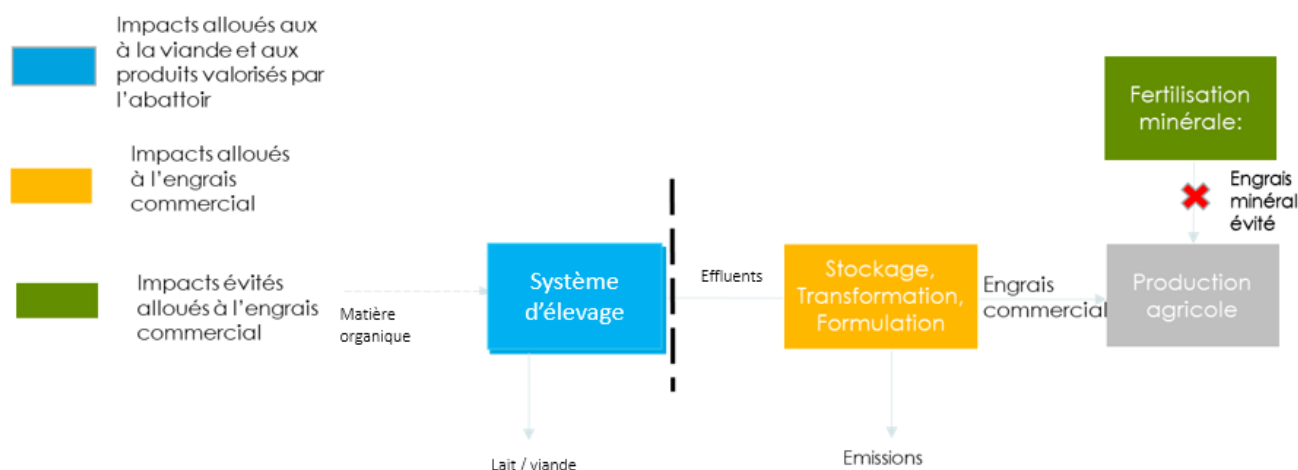 Impacts alloués aux
à la viande et aux
produits valorisés par
l'abattoir
Impacts alloués
à l'engrais
commercial
Impacts évités
alloués à l'engrais
commercial
Matière
organique
Système
d'élevage
Lait / viande
Effluents
Stockage,
Transformation,
Formulation
Emissions
Engrais
commercial
Fertilisation
minérale:
Engrais
minéral
évité
Production
agricole